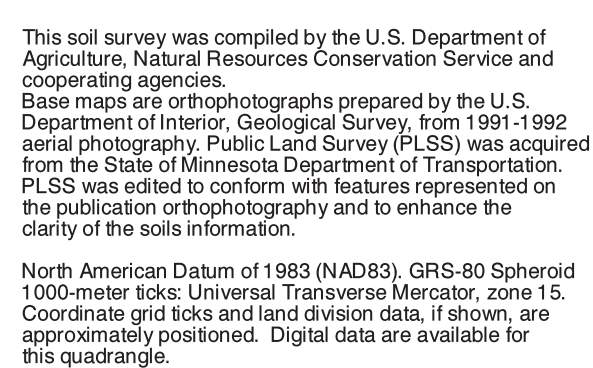 This soil survey was compiled by the U.S. Department of
Agriculture, Natural Resources Conservation Service and
cooperating agencies.
Base maps are orthophotographs prepared by the U.S.
Department of Interior, Geological Survey, from 1991-1992
aerial photography. Public Land Survey (PLSS) was acquired
from the State of Minnesota Department of Transportation.
PLSS was edited to conform with features represented on
the publication orthophotography and to enhance the
clarity of the soils information.

North American Datum of 1983 (NAD83). GRS-80 Spheroid
1000-meter ticks: Universal Transverse Mercator, zone 15.
Coordinate grid ticks and land division data, if shown, are
approximately positioned.  Digital data are available for
this quadrangle.